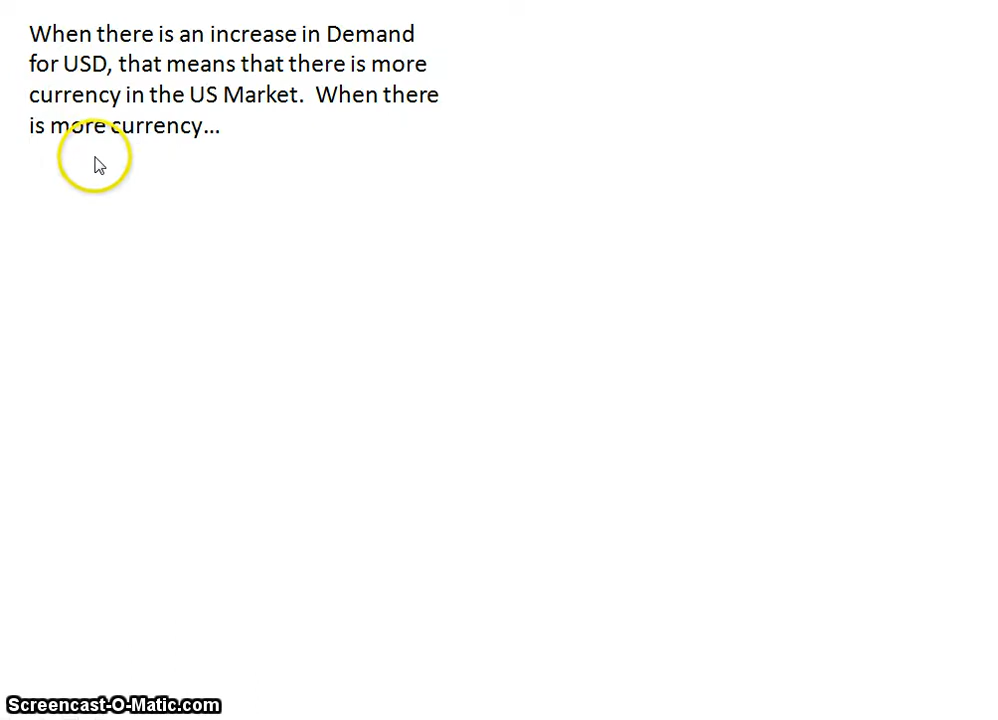 When there is an increase in Demand
for USD, that means that there is more
currency in the US Market.  When there
is more currency...
Screencast-O-Matic.com